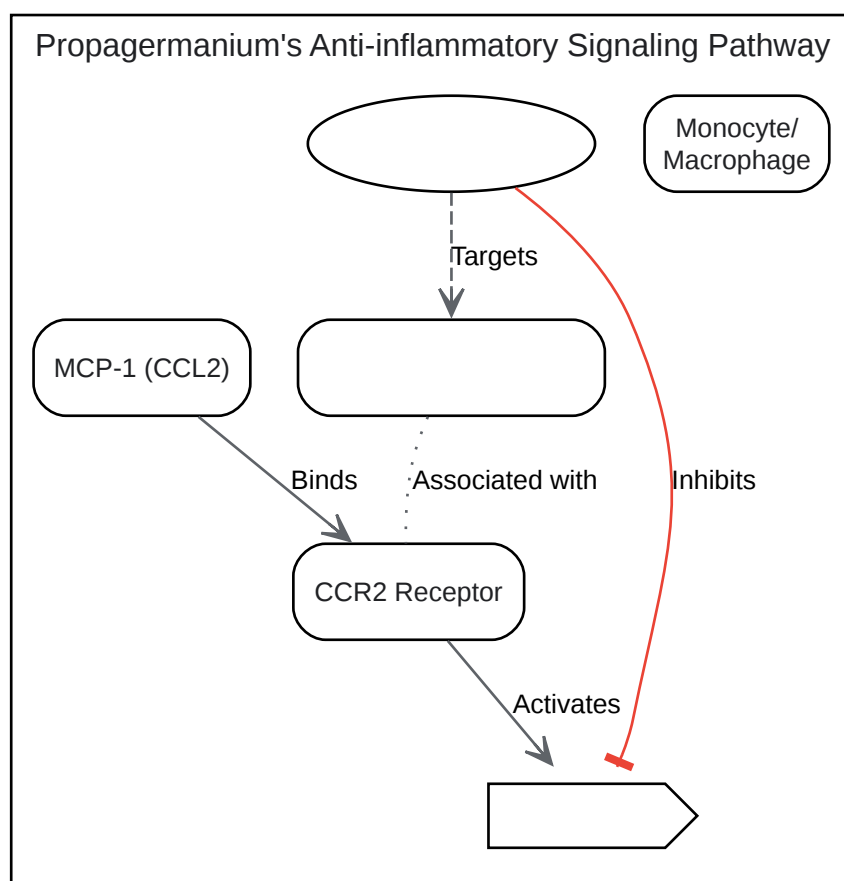 Propagermanium's Anti-inflammatory Signaling Pathway
Monocyte/
Macrophage
Targets
MCP-1 (CCL2)
Binds
Associated with
Inhibits
CCR2 Receptor
Activates